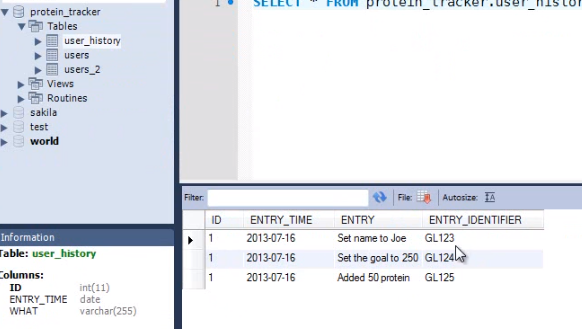 protein_tracker
Tables
user_history
users
users_2
Views
Routines
sakila
test
world
Information
Table: user_history
Columns:
ID int(11)
ENTRY_TIME date
WHAT varchar(255)
1 SELECT * FROM protein_tracker.user_histor
Filter: File: Autosize:
ID ENTRY_TIME ENTRY ENTRY_IDENTIFIER
1 2013-07-16 Set name to Joe GL123
1 2013-07-16 Set the goal to 250 GL124
1 2013-07-16 Added 50 protein GL125